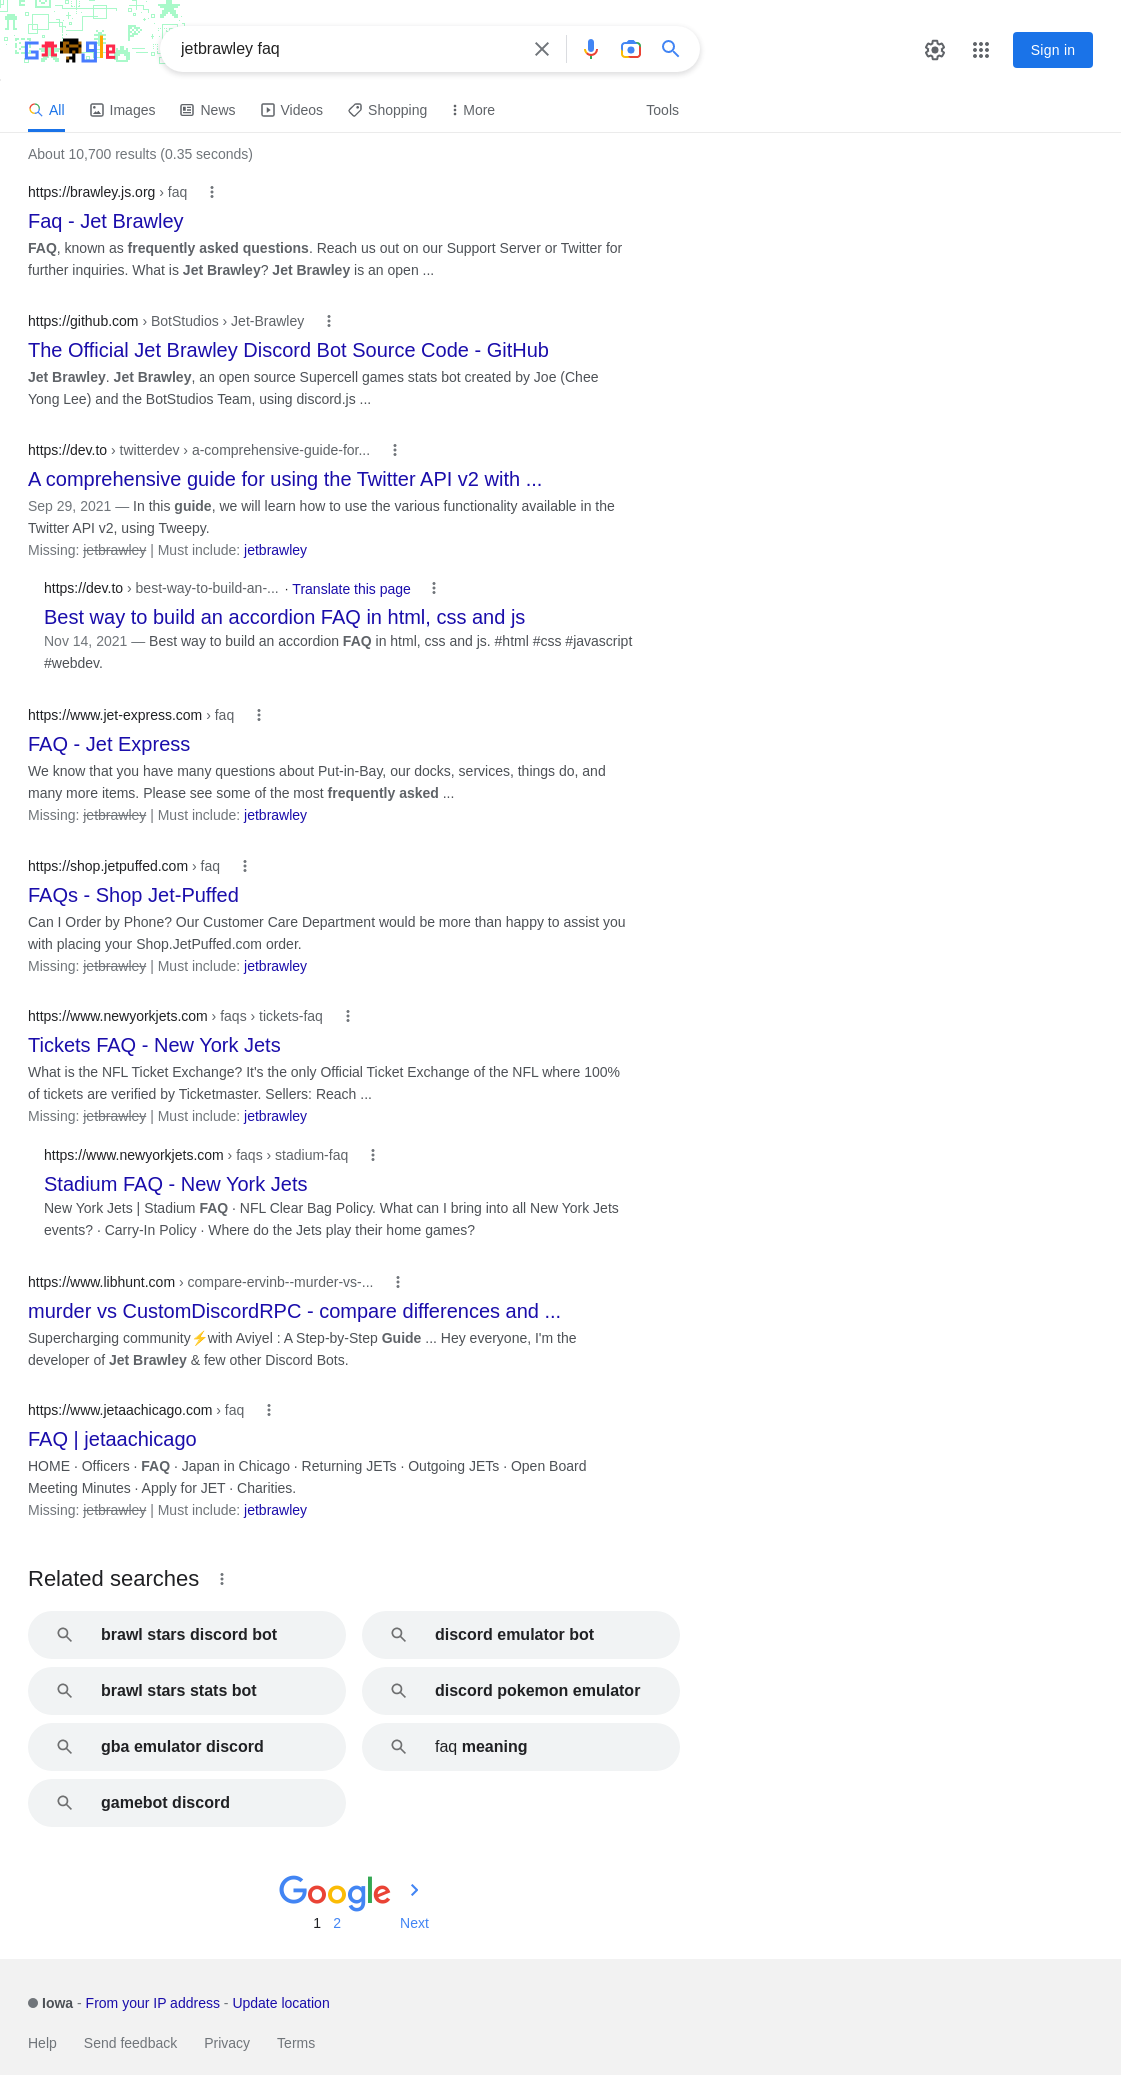 Google
jetbrawley faq
Sign in
All Images News Videos Shopping More Tools
About 10,700 results (0.35 seconds)
https://brawley.js.org › faq
Faq - Jet Brawley
FAQ, known as frequently asked questions. Reach us out on our Support Server or Twitter for
further inquiries. What is Jet Brawley? Jet Brawley is an open ...
https://github.com › BotStudios › Jet-Brawley
The Official Jet Brawley Discord Bot Source Code - GitHub
Jet Brawley. Jet Brawley, an open source Supercell games stats bot created by Joe (Chee
Yong Lee) and the BotStudios Team, using discord.js ...
https://dev.to › twitterdev › a-comprehensive-guide-for...
A comprehensive guide for using the Twitter API v2 with ...
Sep 29, 2021 — In this guide, we will learn how to use the various functionality available in the
Twitter API v2, using Tweepy.
Missing: jetbrawley | Must include: jetbrawley
https://dev.to › best-way-to-build-an-... · Translate this page
Best way to build an accordion FAQ in html, css and js
Nov 14, 2021 — Best way to build an accordion FAQ in html, css and js. #html #css #javascript
#webdev.
https://www.jet-express.com › faq
FAQ - Jet Express
We know that you have many questions about Put-in-Bay, our docks, services, things do, and
many more items. Please see some of the most frequently asked ...
Missing: jetbrawley | Must include: jetbrawley
https://shop.jetpuffed.com › faq
FAQs - Shop Jet-Puffed
Can I Order by Phone? Our Customer Care Department would be more than happy to assist you
with placing your Shop.JetPuffed.com order.
Missing: jetbrawley | Must include: jetbrawley
https://www.newyorkjets.com › faqs › tickets-faq
Tickets FAQ - New York Jets
What is the NFL Ticket Exchange? It's the only Official Ticket Exchange of the NFL where 100%
of tickets are verified by Ticketmaster. Sellers: Reach ...
Missing: jetbrawley | Must include: jetbrawley
https://www.newyorkjets.com › faqs › stadium-faq
Stadium FAQ - New York Jets
New York Jets | Stadium FAQ · NFL Clear Bag Policy. What can I bring into all New York Jets
events? · Carry-In Policy · Where do the Jets play their home games?
https://www.libhunt.com › compare-ervinb--murder-vs-...
murder vs CustomDiscordRPC - compare differences and ...
Supercharging community⚡with Aviyel : A Step-by-Step Guide ... Hey everyone, I'm the
developer of Jet Brawley & few other Discord Bots.
https://www.jetaachicago.com › faq
FAQ | jetaachicago
HOME · Officers · FAQ · Japan in Chicago · Returning JETs · Outgoing JETs · Open Board
Meeting Minutes · Apply for JET · Charities.
Missing: jetbrawley | Must include: jetbrawley
Related searches
brawl stars discord bot discord emulator bot
brawl stars stats bot discord pokemon emulator
gba emulator discord faq meaning
gamebot discord
Google
1 2 Next
Iowa - From your IP address - Update location
Help Send feedback Privacy Terms